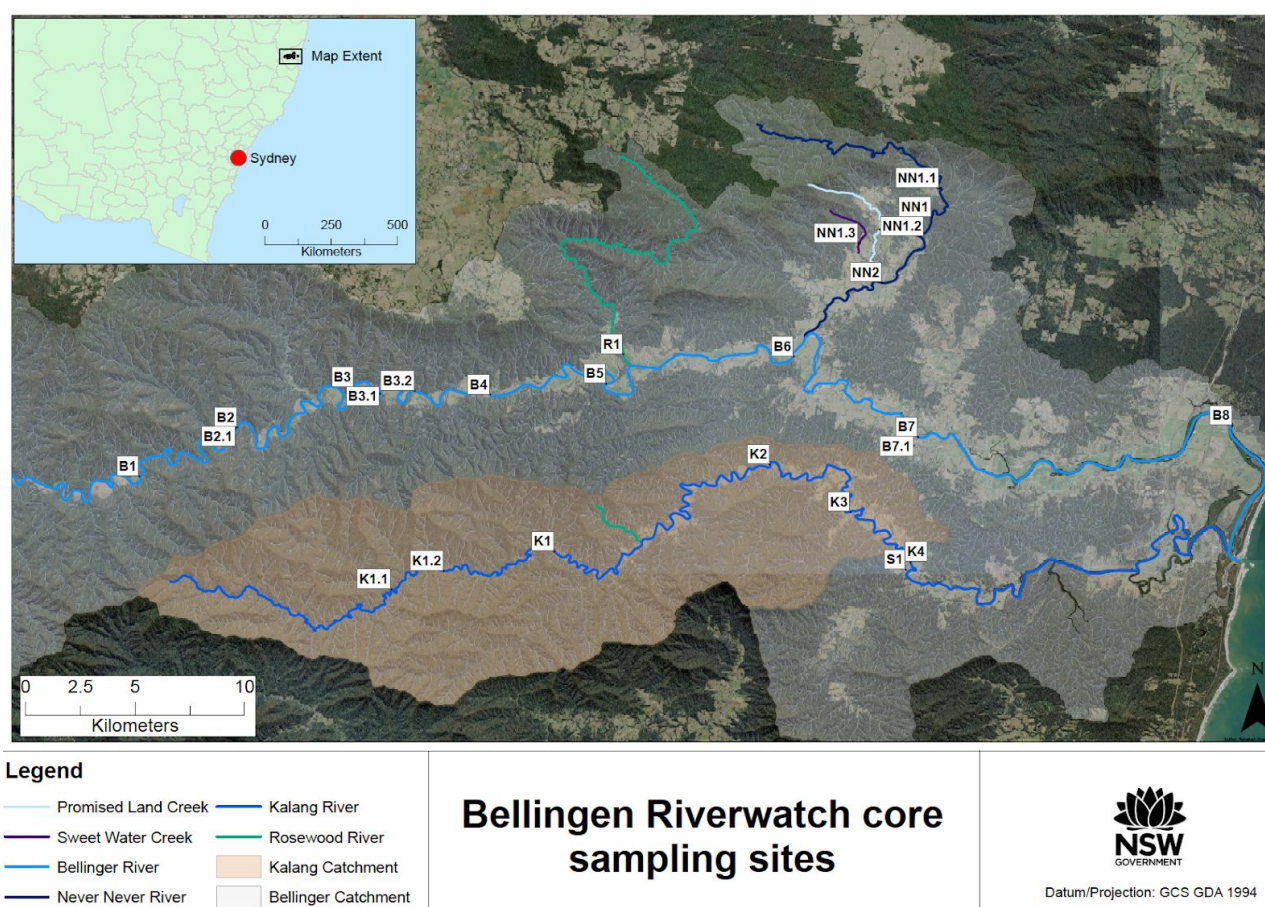 Map Extent
Sydney
0 250 500
Kilometers
NN1.1
NN1
NN1.2
NN1.3
NN2
R1
B6
B3
B3.2
B5
B3.1
B4
B2
B8
B2.1
B7
B7.1
B1
K2
K3
K1
K4
K1.2
S1
K1.1
N
0 2.5 5 10
Kilometers
Legend
Promised Land Creek
Kalang River
Sweet Water Creek
Rosewood River
Bellinger River
Kalang Catchment
Never Never River
Bellinger Catchment
Bellingen Riverwatch core
sampling sites
NSW
GOVERNMENT
Datum/Projection: GCS GDA 1994